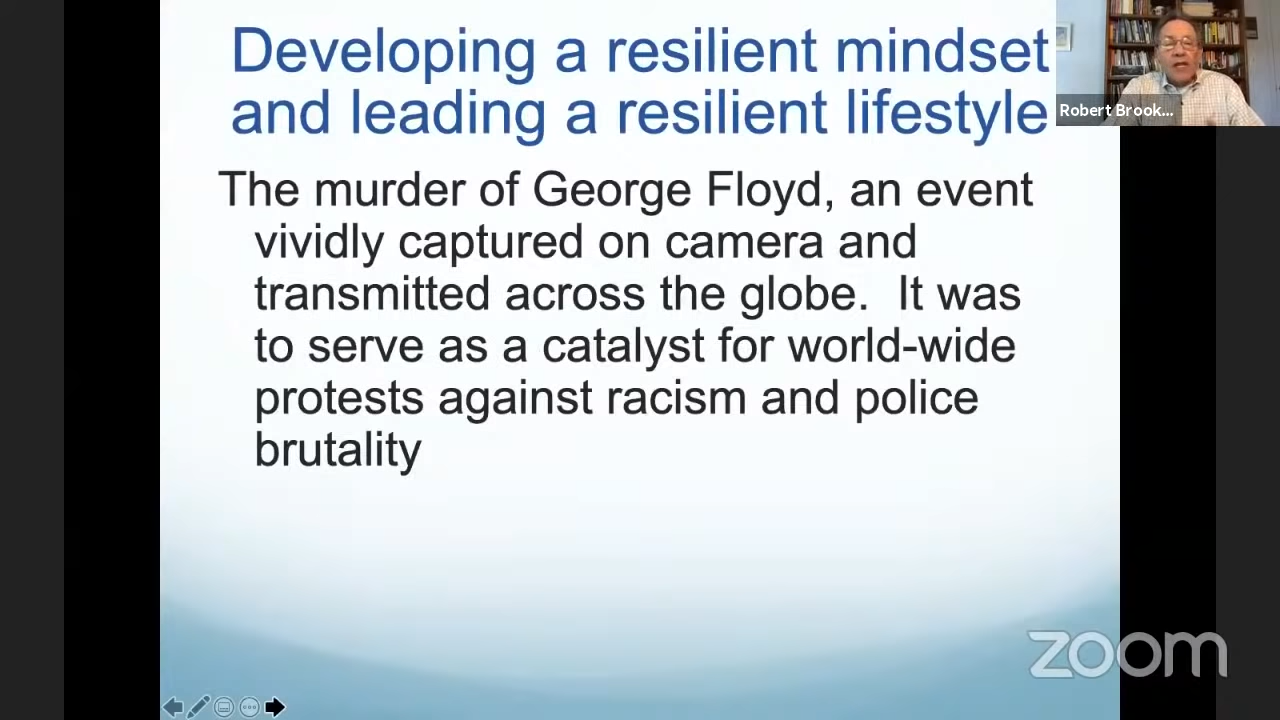 Developing a resilient mindset
and leading a resilient lifestyle
Robert Brook...
The murder of George Floyd, an event
vividly captured on camera and
transmitted across the globe.  It was
to serve as a catalyst for world-wide
protests against racism and police
brutality
zoom